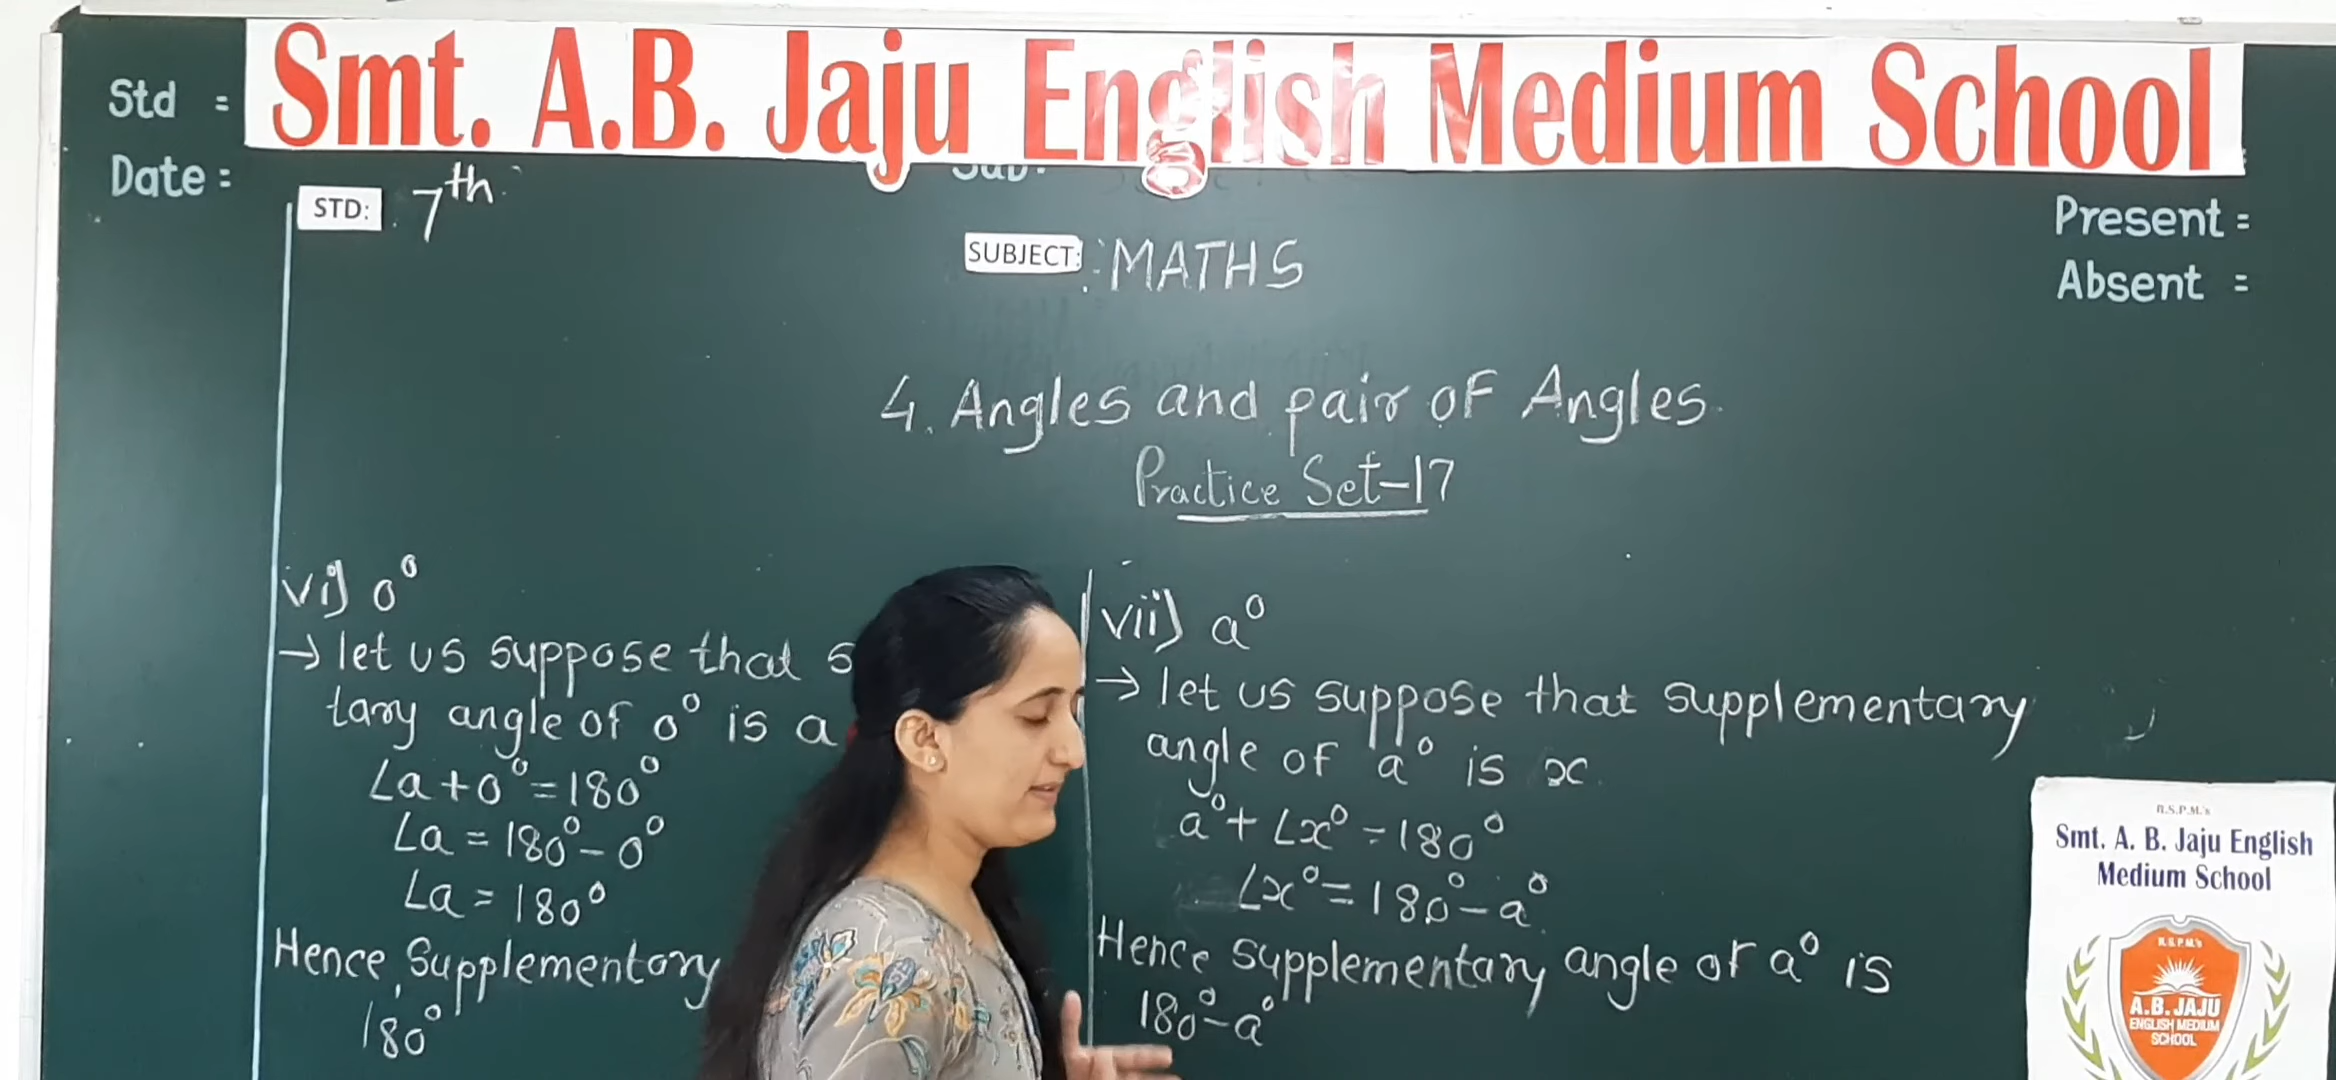 Smt. A.B. Jaju English Medium School
Std =
Date =
STD: 7th
SUBJECT: MATHS
Present =
Absent =
4. Angles and pair of Angles.
Practice Set-17
vi) 0°
→ let us suppose that
tary angle of 0° is a
∠a + 0° = 180°
∠a = 180° - 0°
∠a = 180°
Hence, Supplementary
180°
vii) a°
→ let us suppose that supplementary
angle of a° is x
a° + ∠x° = 180°
∠x° = 180° - a°
Hence supplementary angle of a° is
180° - a°
R.S.P.M.'s
Smt. A. B. Jaju English
Medium School
R.S.P.M.'s
A.B. JAJU
ENGLISH MEDIUM
SCHOOL